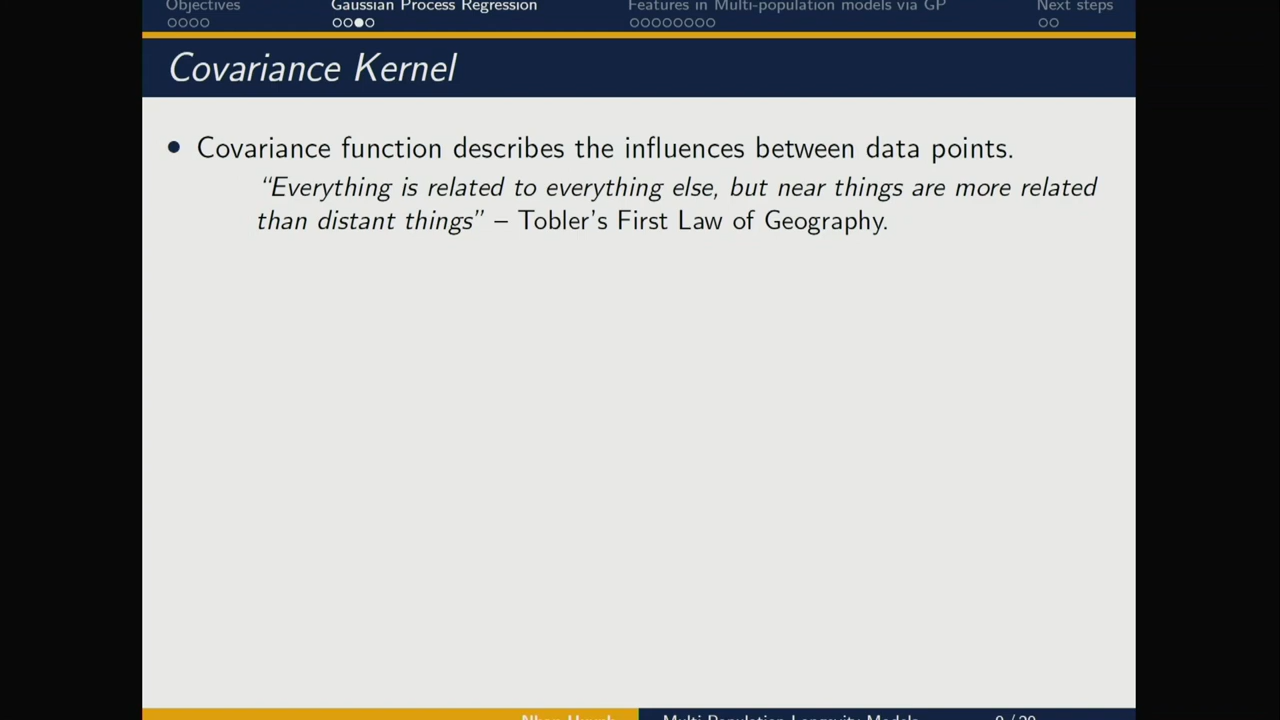 Objectives
Gaussian Process Regression
Features in Multi-population models via GP
Next steps
Covariance Kernel
• Covariance function describes the influences between data points.
“Everything is related to everything else, but near things are more related
than distant things” – Tobler's First Law of Geography.
Multi-Population Longevity Models